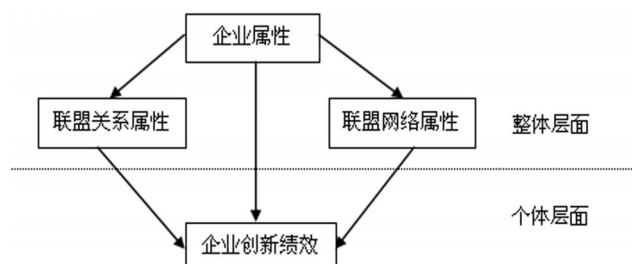 企业属性
联盟关系属性
联盟网络属性
整体层面
个体层面
企业创新绩效